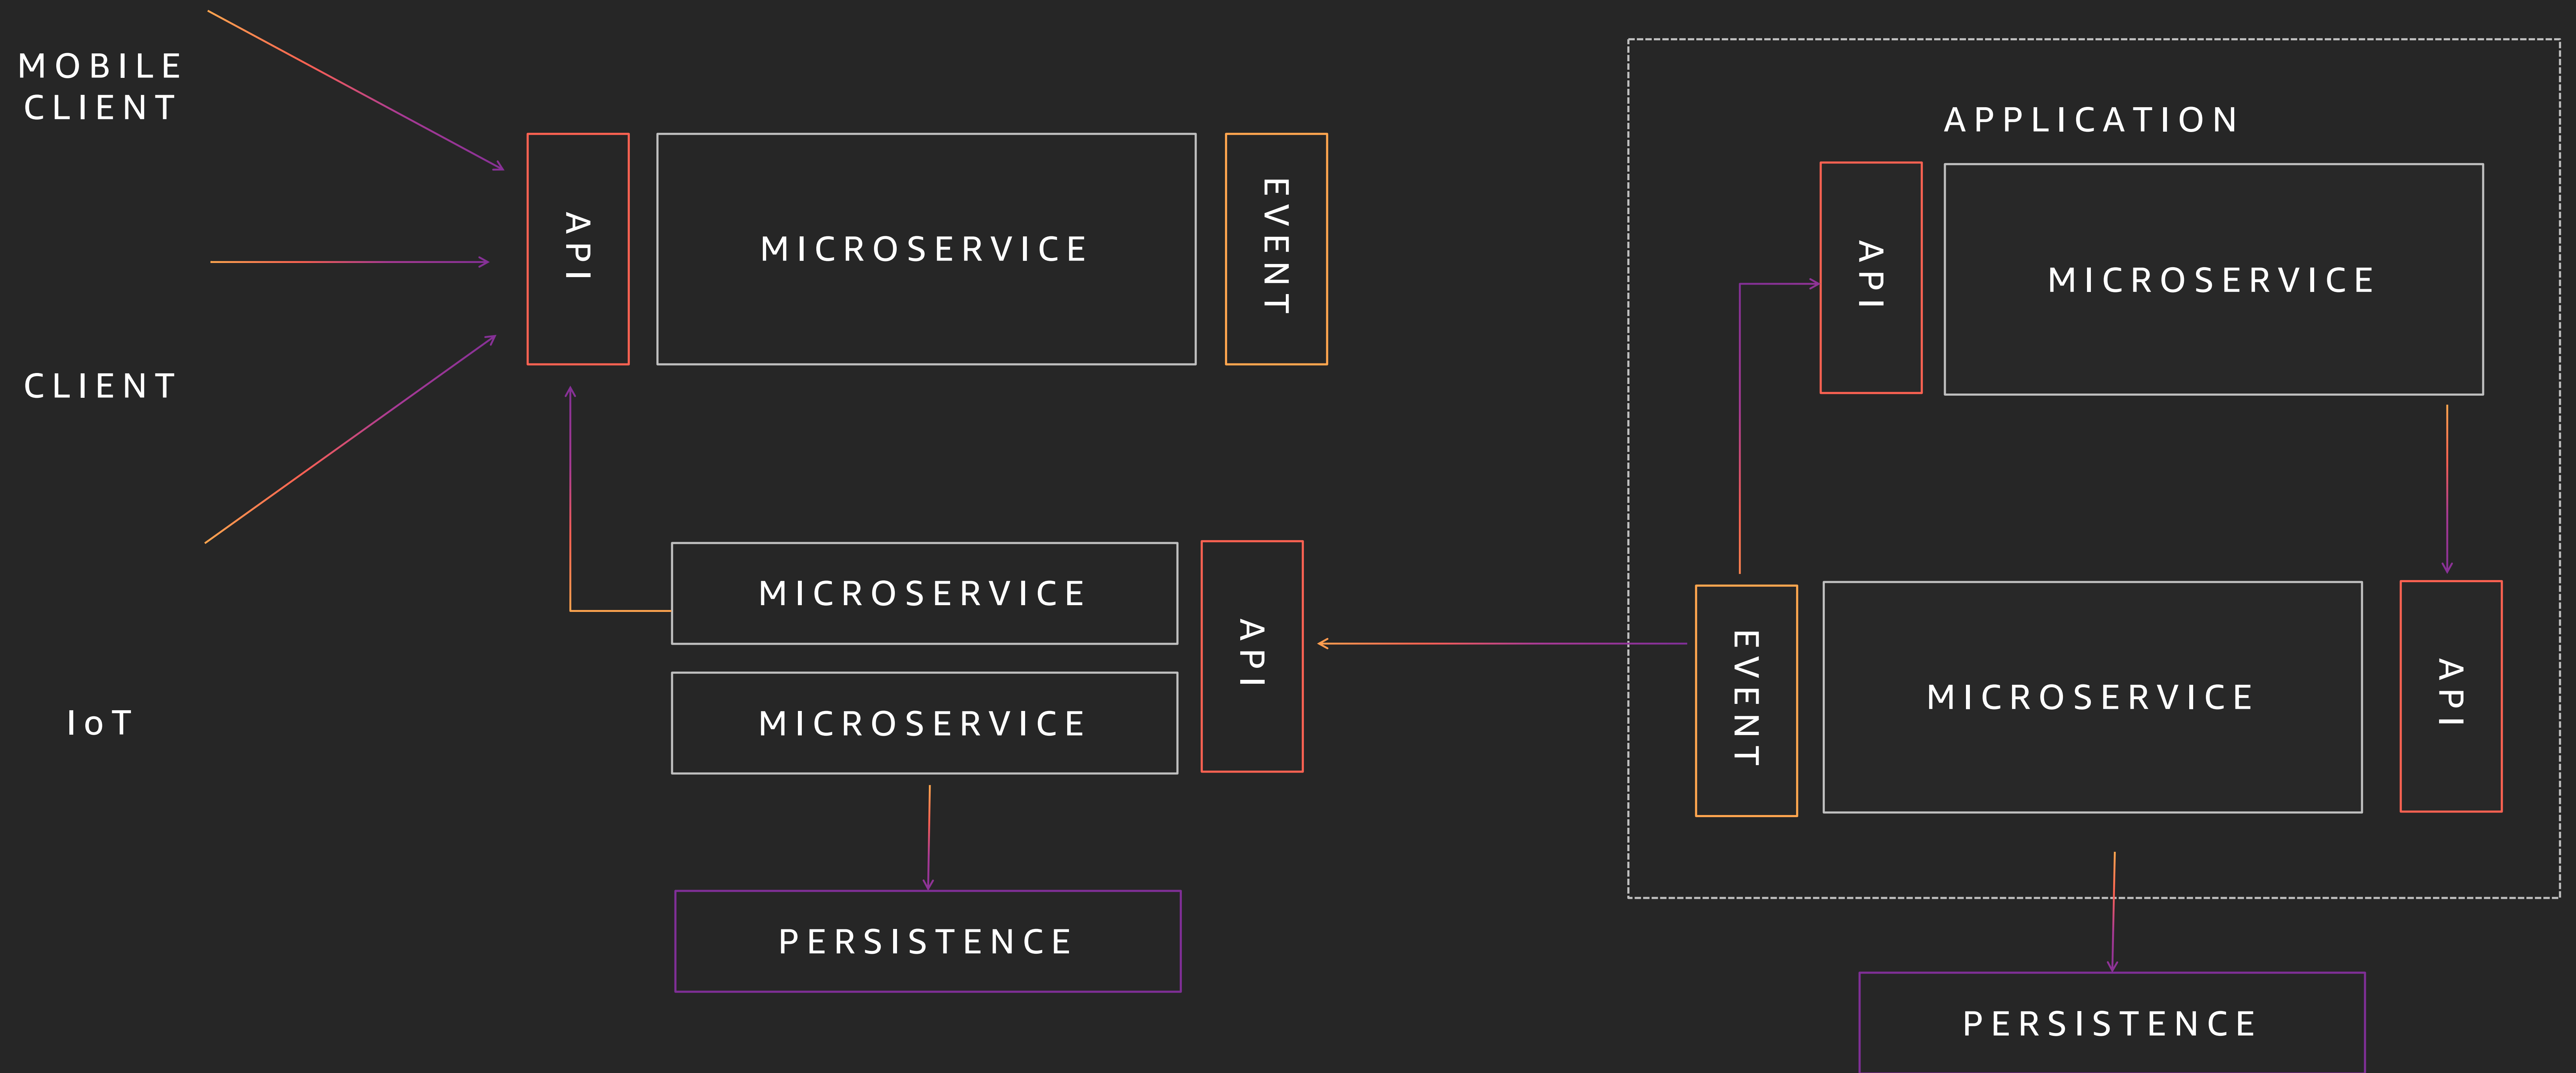 MOBILE
CLIENT
CLIENT
IoT
API
MICROSERVICE
EVENT
MICROSERVICE
MICROSERVICE
API
PERSISTENCE
APPLICATION
API
MICROSERVICE
EVENT
MICROSERVICE
API
PERSISTENCE